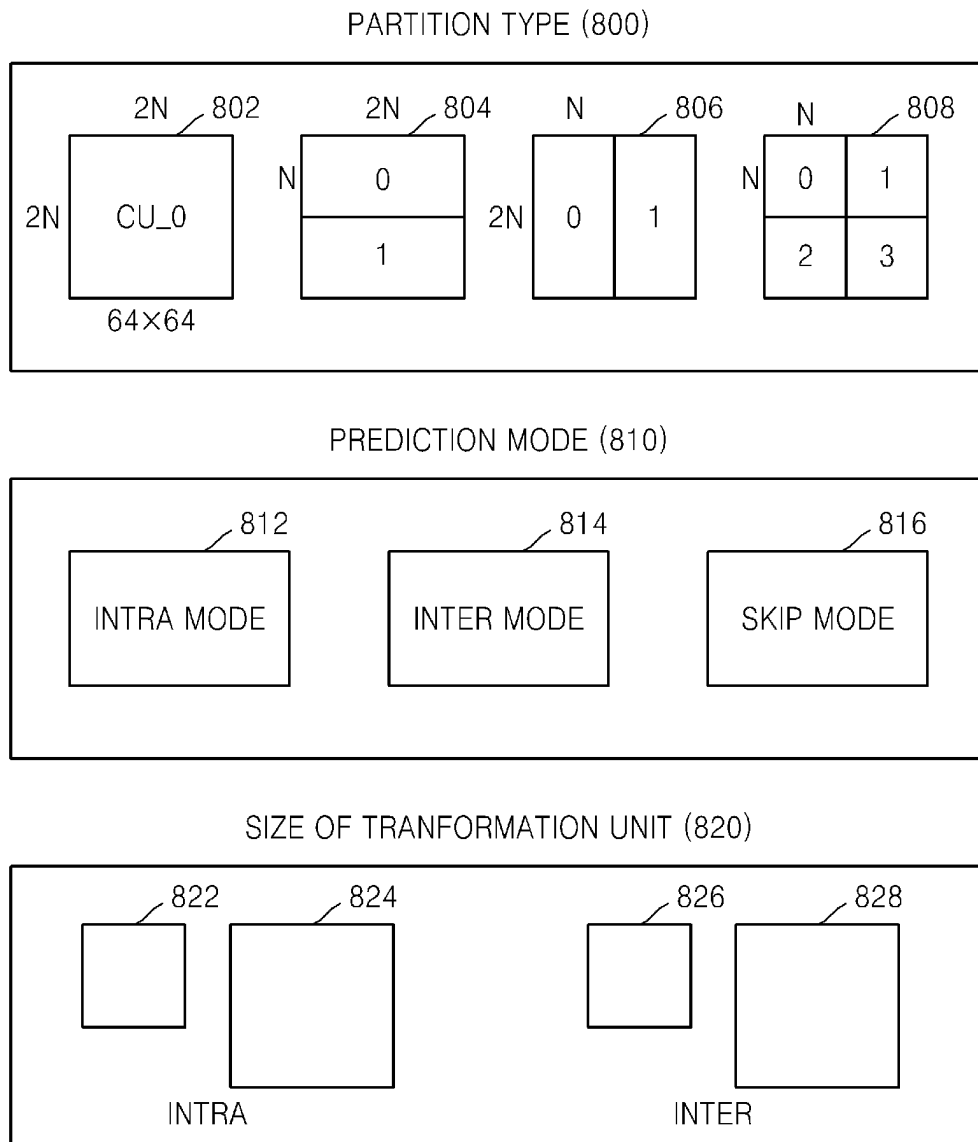 PARTITION TYPE (800)
2N 802 2N 804 N 806 N 808
2N CU_0 N 0 2N 0 1 N 0 1
1 2 3
64×64
PREDICTION MODE (810)
812 814 816
INTRA MODE INTER MODE SKIP MODE
SIZE OF TRANFORMATION UNIT (820)
822 824 826 828
INTRA INTER